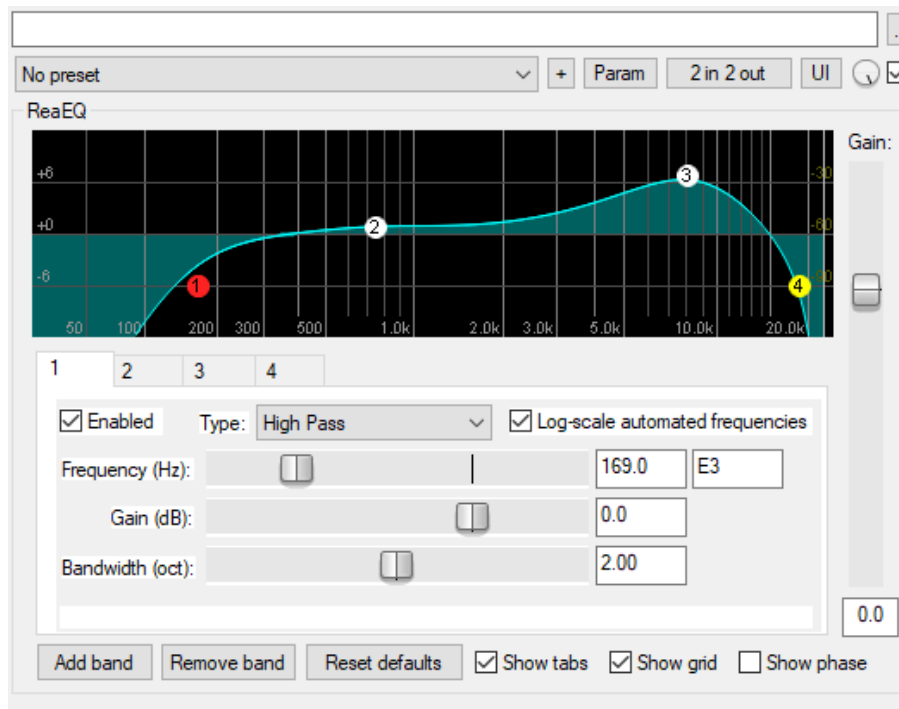 No preset + Param 2 in 2 out UI
ReaEQ
Gain:
+6 -30
+0 -60
-6 -90
1 2 3 4
50 100 200 300 500 1.0k 2.0k 3.0k 5.0k 10.0k 20.0k
1 2 3 4
Enabled Type: High Pass Log-scale automated frequencies
Frequency (Hz): 169.0 E3
Gain (dB): 0.0
Bandwidth (oct): 2.00
0.0
Add band Remove band Reset defaults Show tabs Show grid Show phase